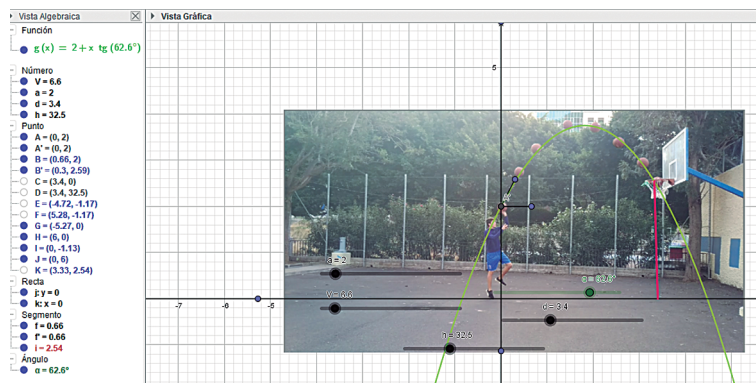 Vista Algebraica
Función
g (x) = 2 + x tg (62.6°)
Número
V = 6.6
a = 2
d = 3.4
h = 32.5
Punto
A = (0, 2)
A' = (0, 2)
B = (0.66, 2)
B' = (0.3, 2.59)
C = (3.4, 0)
D = (3.4, 32.5)
E = (-4.72, -1.17)
F = (5.28, -1.17)
G = (-5.27, 0)
H = (6, 0)
I = (0, -1.13)
J = (0, 6)
K = (3.33, 2.54)
Recta
j: y = 0
k: x = 0
Segmento
f = 0.66
f' = 0.66
i = 2.54
Ángulo
α = 62.6°
Vista Gráfica
5
a = 2
V = 6.6
d = 3.4
h = 32.5
-7
-6
-5